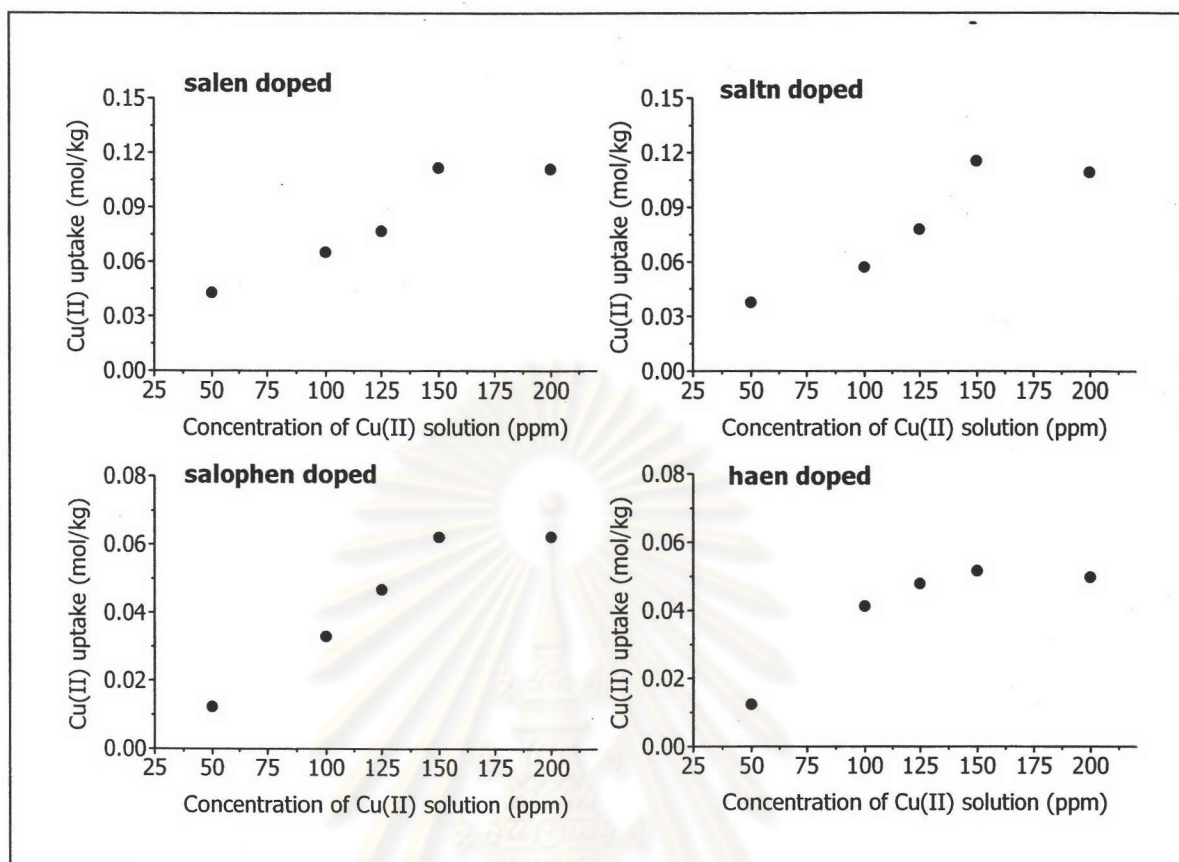 salen doped
Cu(II) uptake (mol/kg)
0.15
0.12
0.09
0.06
0.03
0.00
25 50 75 100 125 150 175 200
Concentration of Cu(II) solution (ppm)
saltn doped
Cu(II) uptake (mol/kg)
0.15
0.12
0.09
0.06
0.03
0.00
25 50 75 100 125 150 175 200
Concentration of Cu(II) solution (ppm)
salophen doped
Cu(II) uptake (mol/kg)
0.08
0.06
0.04
0.02
0.00
25 50 75 100 125 150 175 200
Concentration of Cu(II) solution (ppm)
haen doped
Cu(II) uptake (mol/kg)
0.08
0.06
0.04
0.02
0.00
25 50 75 100 125 150 175 200
Concentration of Cu(II) solution (ppm)